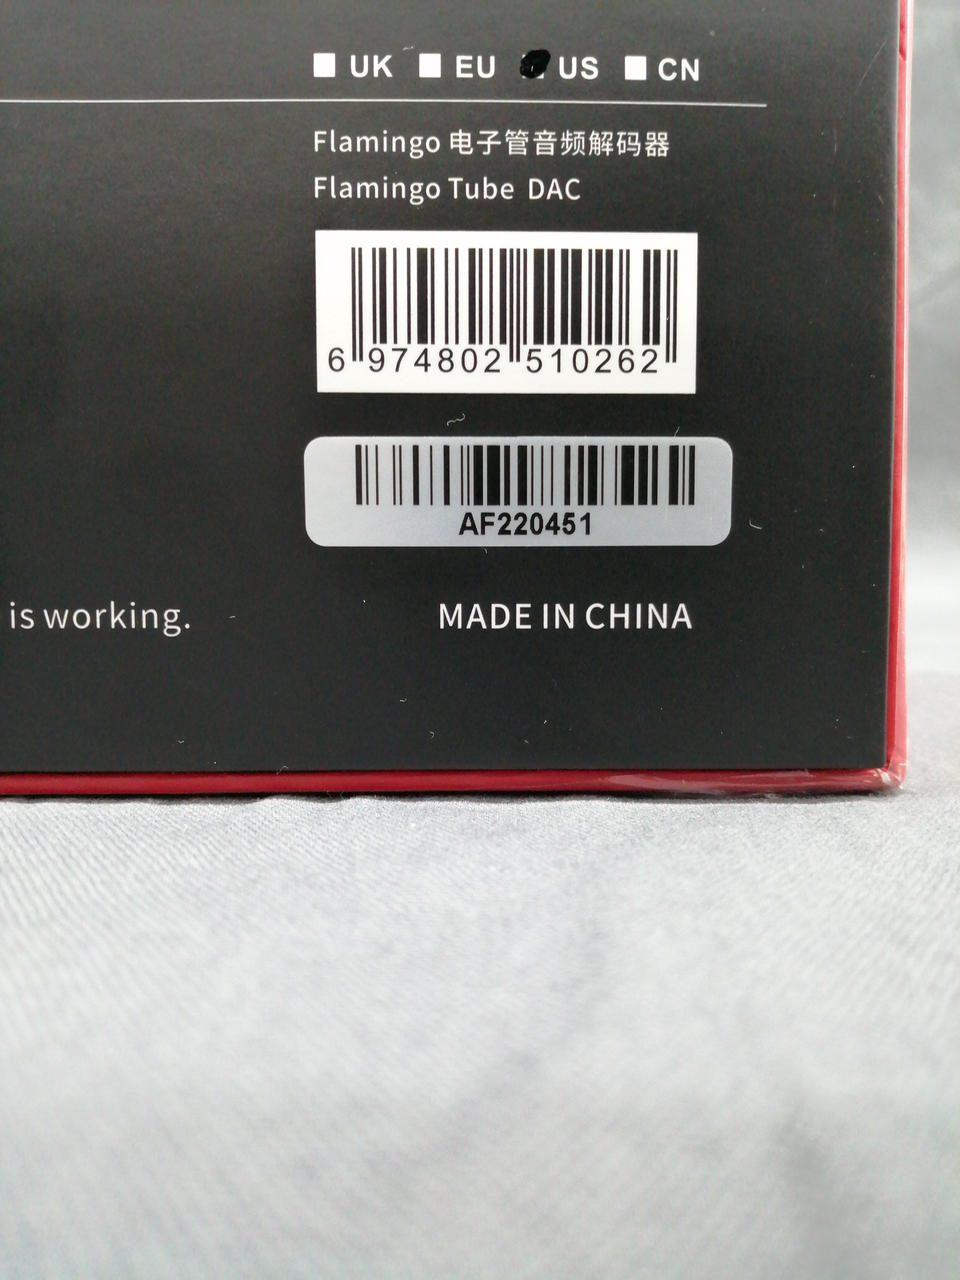 UK EU US CN
Flamingo 电子管音频解码器
Flamingo Tube DAC
6 974802 510262
AF220451
is working.
MADE IN CHINA